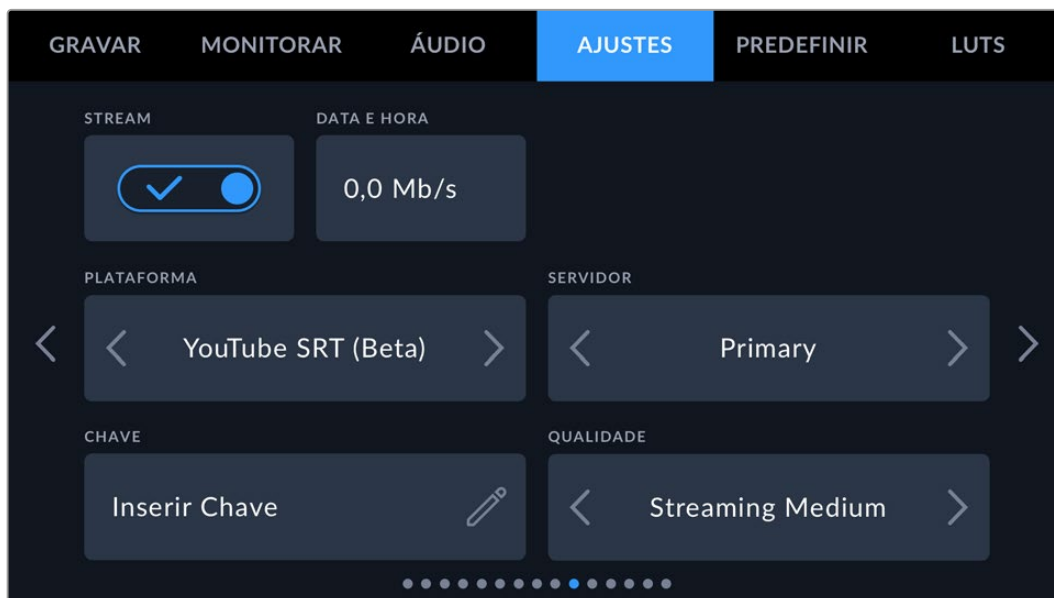 GRAVAR MONITORAR ÁUDIO AJUSTES PREDEFINIR LUTS
STREAM DATA E HORA
0,0 Mb/s
PLATAFORMA SERVIDOR
YouTube SRT (Beta) Primary
CHAVE QUALIDADE
Inserir Chave Streaming Medium